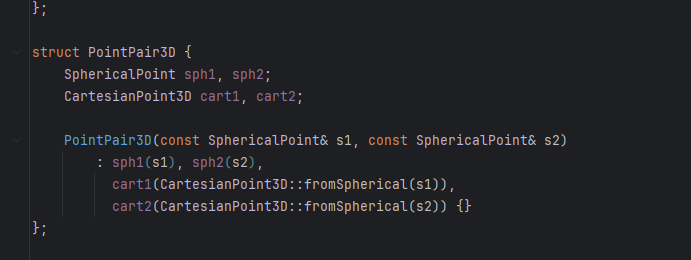 };
struct PointPair3D {
SphericalPoint sph1, sph2;
CartesianPoint3D cart1, cart2;
PointPair3D(const SphericalPoint& s1, const SphericalPoint& s2)
: sph1(s1), sph2(s2),
cart1(CartesianPoint3D::fromSpherical(s1)),
cart2(CartesianPoint3D::fromSpherical(s2)) {}
};